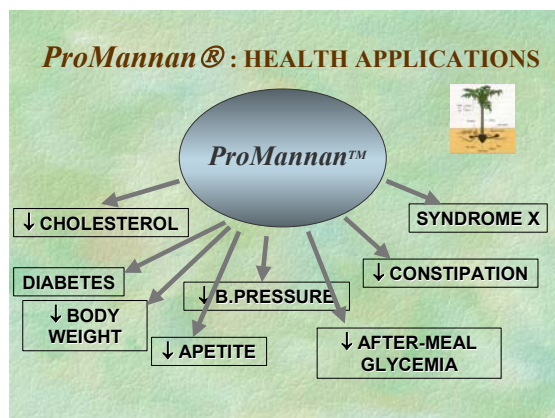 ProMannan® : HEALTH APPLICATIONS
ProMannan™
↓ CHOLESTEROL
SYNDROME X
DIABETES
↓ CONSTIPATION
↓ BODY
WEIGHT
↓ B.PRESSURE
↓ APETITE
↓ AFTER-MEAL
GLYCEMIA